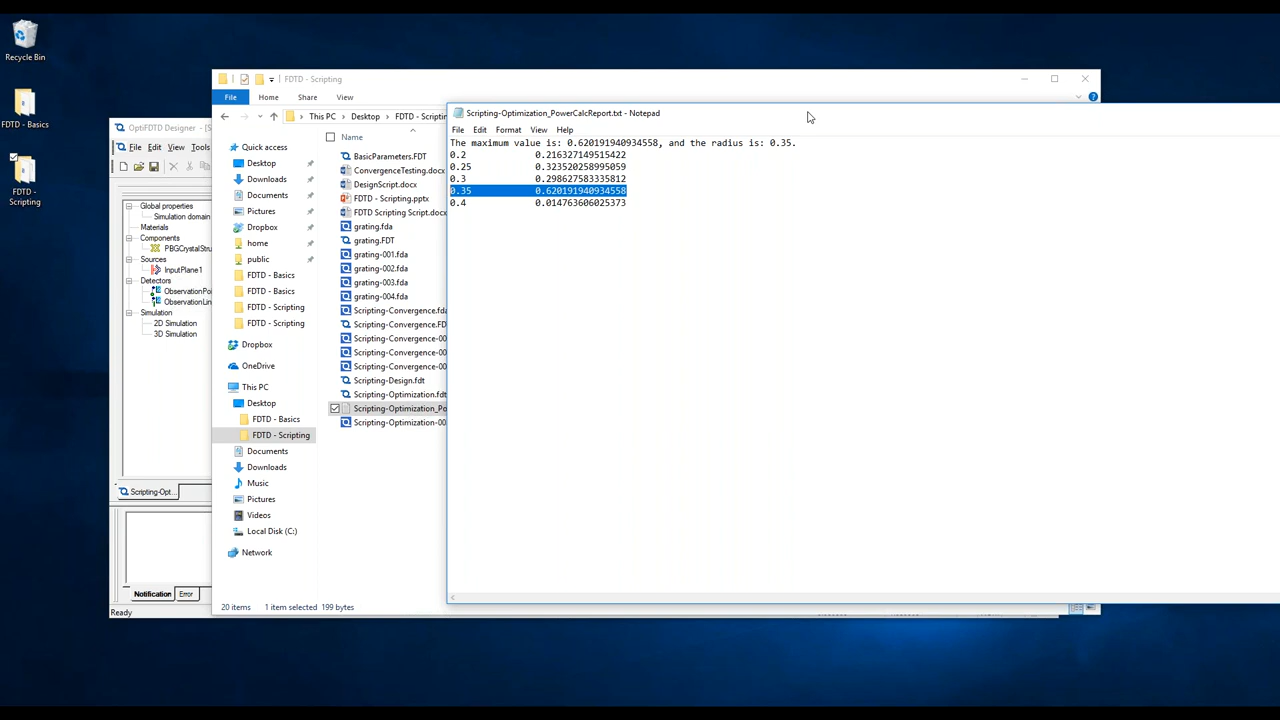 Recycle Bin
FDTD - Basics
FDTD -
Scripting
OptiFDTD Designer - [S
File Edit View Tools
Global properties
Simulation domain
Materials
Components
PBGCrystalStru
Sources
InputPlane1
Detectors
ObservationPo
ObservationLin
Simulation
2D Simulation
3D Simulation
Scripting-Opt...
Notification Error
Ready
FDTD - Scripting
File Home Share View
This PC Desktop FDTD - Scriptin
Quick access
Desktop
Downloads
Documents
Pictures
Dropbox
home
public
FDTD - Basics
FDTD - Basics
FDTD - Scripting
FDTD - Scripting
Dropbox
OneDrive
This PC
Desktop
FDTD - Basics
FDTD - Scripting
Documents
Downloads
Music
Pictures
Videos
Local Disk (C:)
Network
Name
BasicParameters.FDT
ConvergenceTesting.docx
DesignScript.docx
FDTD - Scripting.pptx
FDTD Scripting Script.docx
grating.fda
grating.FDT
grating-001.fda
grating-002.fda
grating-003.fda
grating-004.fda
Scripting-Convergence.fda
Scripting-Convergence.FD
Scripting-Convergence-00
Scripting-Convergence-00
Scripting-Convergence-00
Scripting-Design.fdt
Scripting-Optimization.fdt
Scripting-Optimization_Po
Scripting-Optimization-00
20 items 1 item selected 199 bytes
Scripting-Optimization_PowerCalcReport.txt - Notepad
File Edit Format View Help
The maximum value is: 0.620191940934558, and the radius is: 0.35.
0.2 0.216327149515422
0.25 0.323520258995059
0.3 0.298627583335812
0.35 0.620191940934558
0.4 0.014763606025373